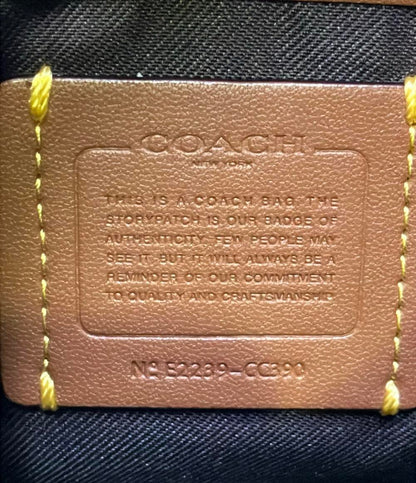 COACH
NEW YORK
THIS IS A COACH BAG. THE
STORYPATCH IS OUR BADGE OF
AUTHENTICITY. FEW PEOPLE MAY
SEE IT. BUT IT WILL ALWAYS BE A
REMINDER OF OUR COMMITMENT
TO QUALITY AND CRAFTSMANSHIP.
Nº E2239-CC390